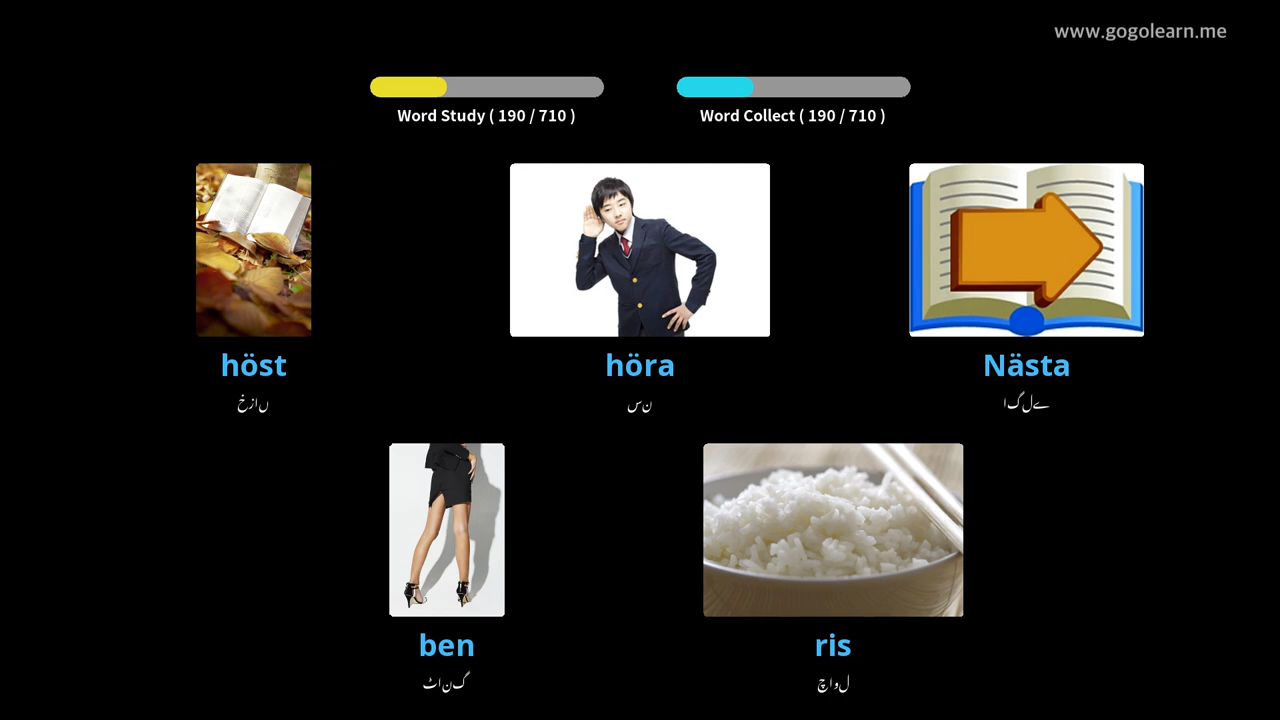 www.gogolearn.me
Word Study ( 190 / 710 )
Word Collect ( 190 / 710 )
höst
خزاں
höra
سن
Nästa
اگلے
ben
ٹانگ
ris
چاول